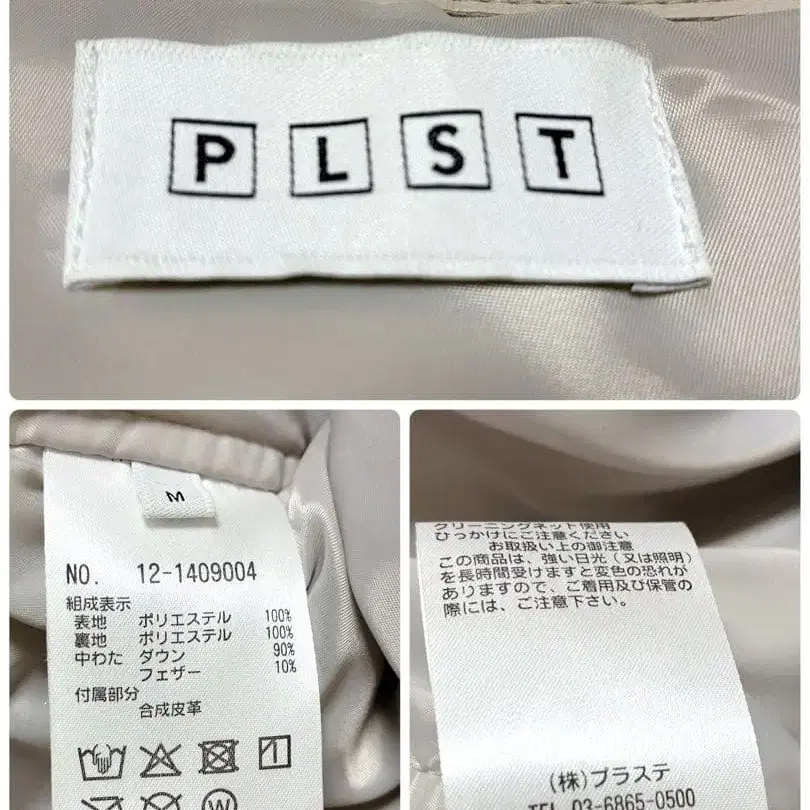 PLST
M
NO. 12-1409004
組成表示
表地 ポリエステル 100%
裏地 ポリエステル 100%
中わた ダウン 90%
フェザー 10%
付属部分
合成皮革
W
クリーニングネット使用
ひっかけにご注意ください
お取扱い上の御注意
この商品は、強い日光(又は照明)
を長時間受けますと変色の恐れが
ありますので、ご着用及び保管の
際には、ご注意下さい。
(株)プラステ
TEL 03-6865-0500